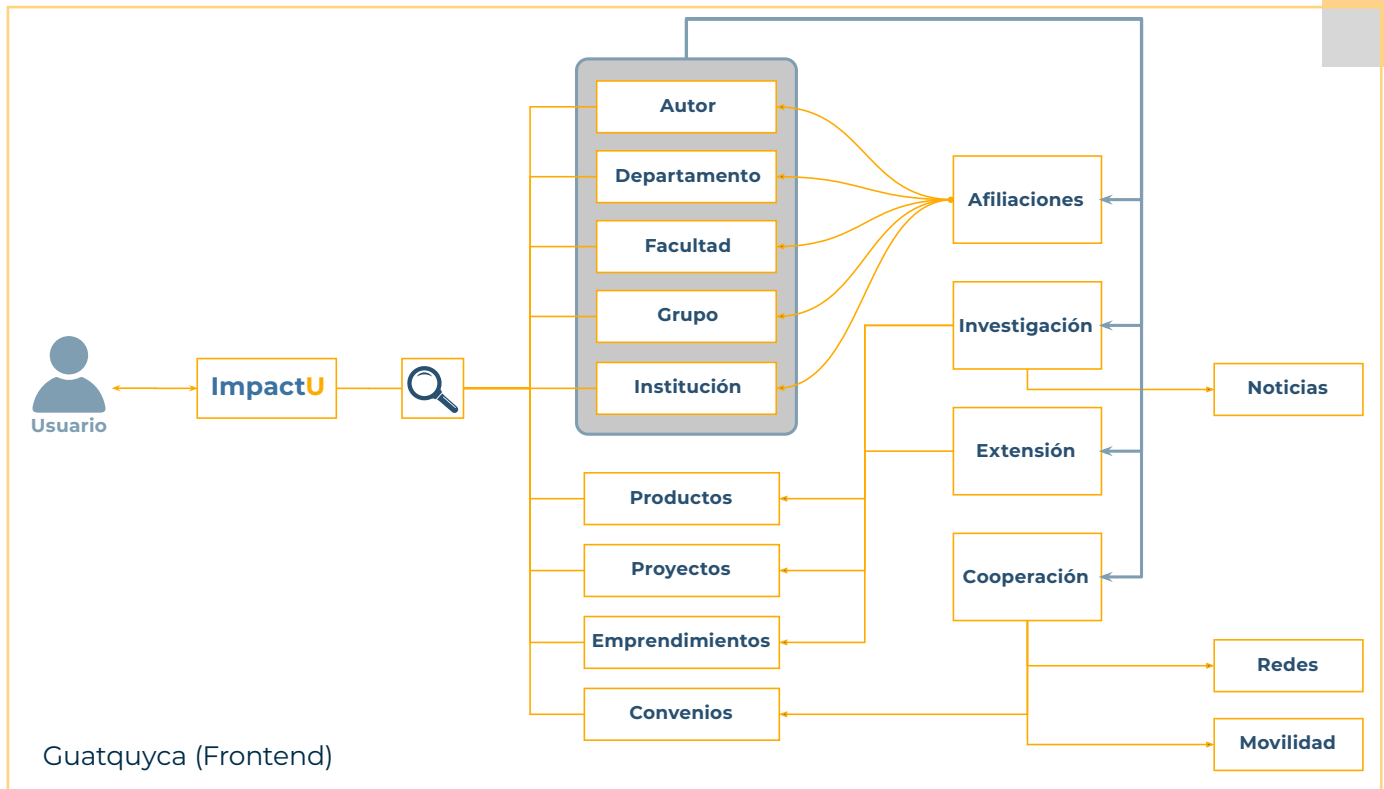 Autor
Departamento
Facultad
Grupo
Institución
Afiliaciones
Investigación
Extensión
Cooperación
Noticias
Redes
Movilidad
Usuario
ImpactU
Productos
Proyectos
Emprendimientos
Convenios
Guatquyca (Frontend)